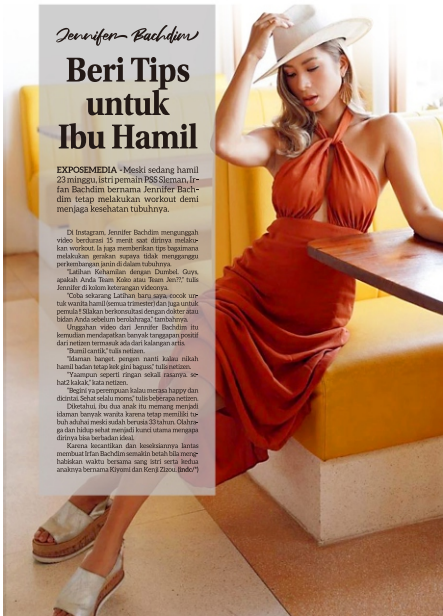 Jennifer Bachdim
Beri Tips
untuk
Ibu Hamil
EXPOSEMEDIA - Meski sedang hamil
23 minggu, istri pemain PSS Sleman, Ir-
fan Bachdim bernama Jennifer Bach-
dim tetap melakukan workout demi
menjaga kesehatan tubuhnya.
Di Instagram, Jennifer Bachdim mengunggah
video berdurasi 15 menit saat dirinya melaku-
kan workout. Ia juga memberikan tips bagaimana
melakukan gerakan supaya tidak mengganggu
perkembangan janin di dalam tubuhnya.
"Latihan Kehamilan dengan Dumbel. Guys,
apakah Anda Team Koko atau Team Jen??," tulis
Jennifer di kolom keterangan videonya.
"Coba sekarang Latihan baru saya, cocok un-
tuk wanita hamil (semua trimester) dan juga untuk
pemula!! Silakan berkonsultasi dengan dokter atau
bidan Anda sebelum berolahraga," tambahnya.
Unggahan video dari Jennifer Bachdim itu
kemudian mendapatkan banyak tanggapan positif
dari netizen termasuk ada dari kalangan artis.
"Bumil cantik," tulis netizen.
"Idaman banget, pengen nanti kalau nikah
hamil badan tetap kek gini baguss," tulis netizen.
"Yaampun seperti ringan sekali rasanya. se-
hat2 kakak," kata netizen.
"Begini ya perempuan kalau merasa happy dan
dicintai. Sehat selalu moms," tulis beberapa netizen.
Diketahui, ibu dua anak itu memang menjadi
idaman banyak wanita karena tetap memiliki tu-
buh aduhai meski sudah berusia 33 tahun. Olahra-
ga dan hidup sehat menjadi kunci utama mengapa
dirinya bisa berbadan ideal.
Karena kecantikan dan keseksiannya lantas
membuat Irfan Bachdim semakin betah bila meng-
habiskan waktu bersama sang istri serta kedua
anaknya bernama Kiyomi dan Kenji Zizou. (indc/*)